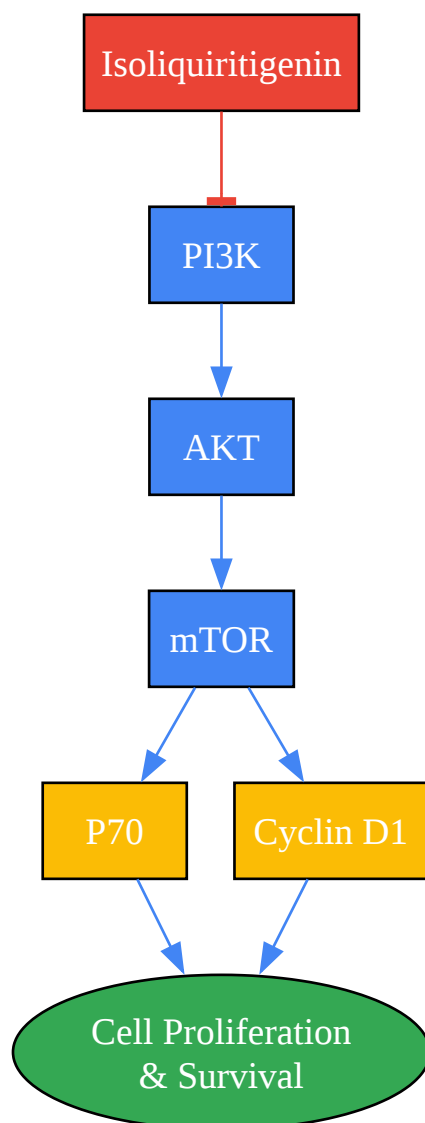 Isoliquiritigenin
PI3K
AKT
mTOR
P70
Cyclin D1
Cell Proliferation
& Survival